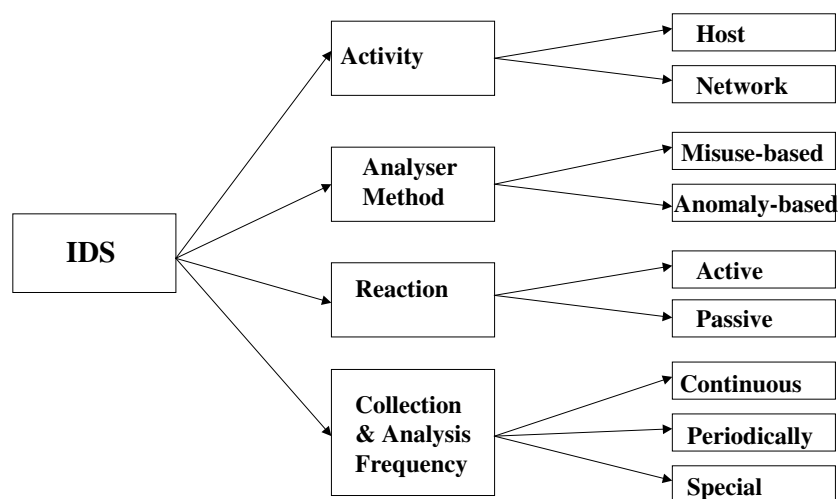 IDS
Activity
Host
Network
Analyser
Method
Misuse-based
Anomaly-based
Reaction
Active
Passive
Collection
& Analysis
Frequency
Continuous
Periodically
Special